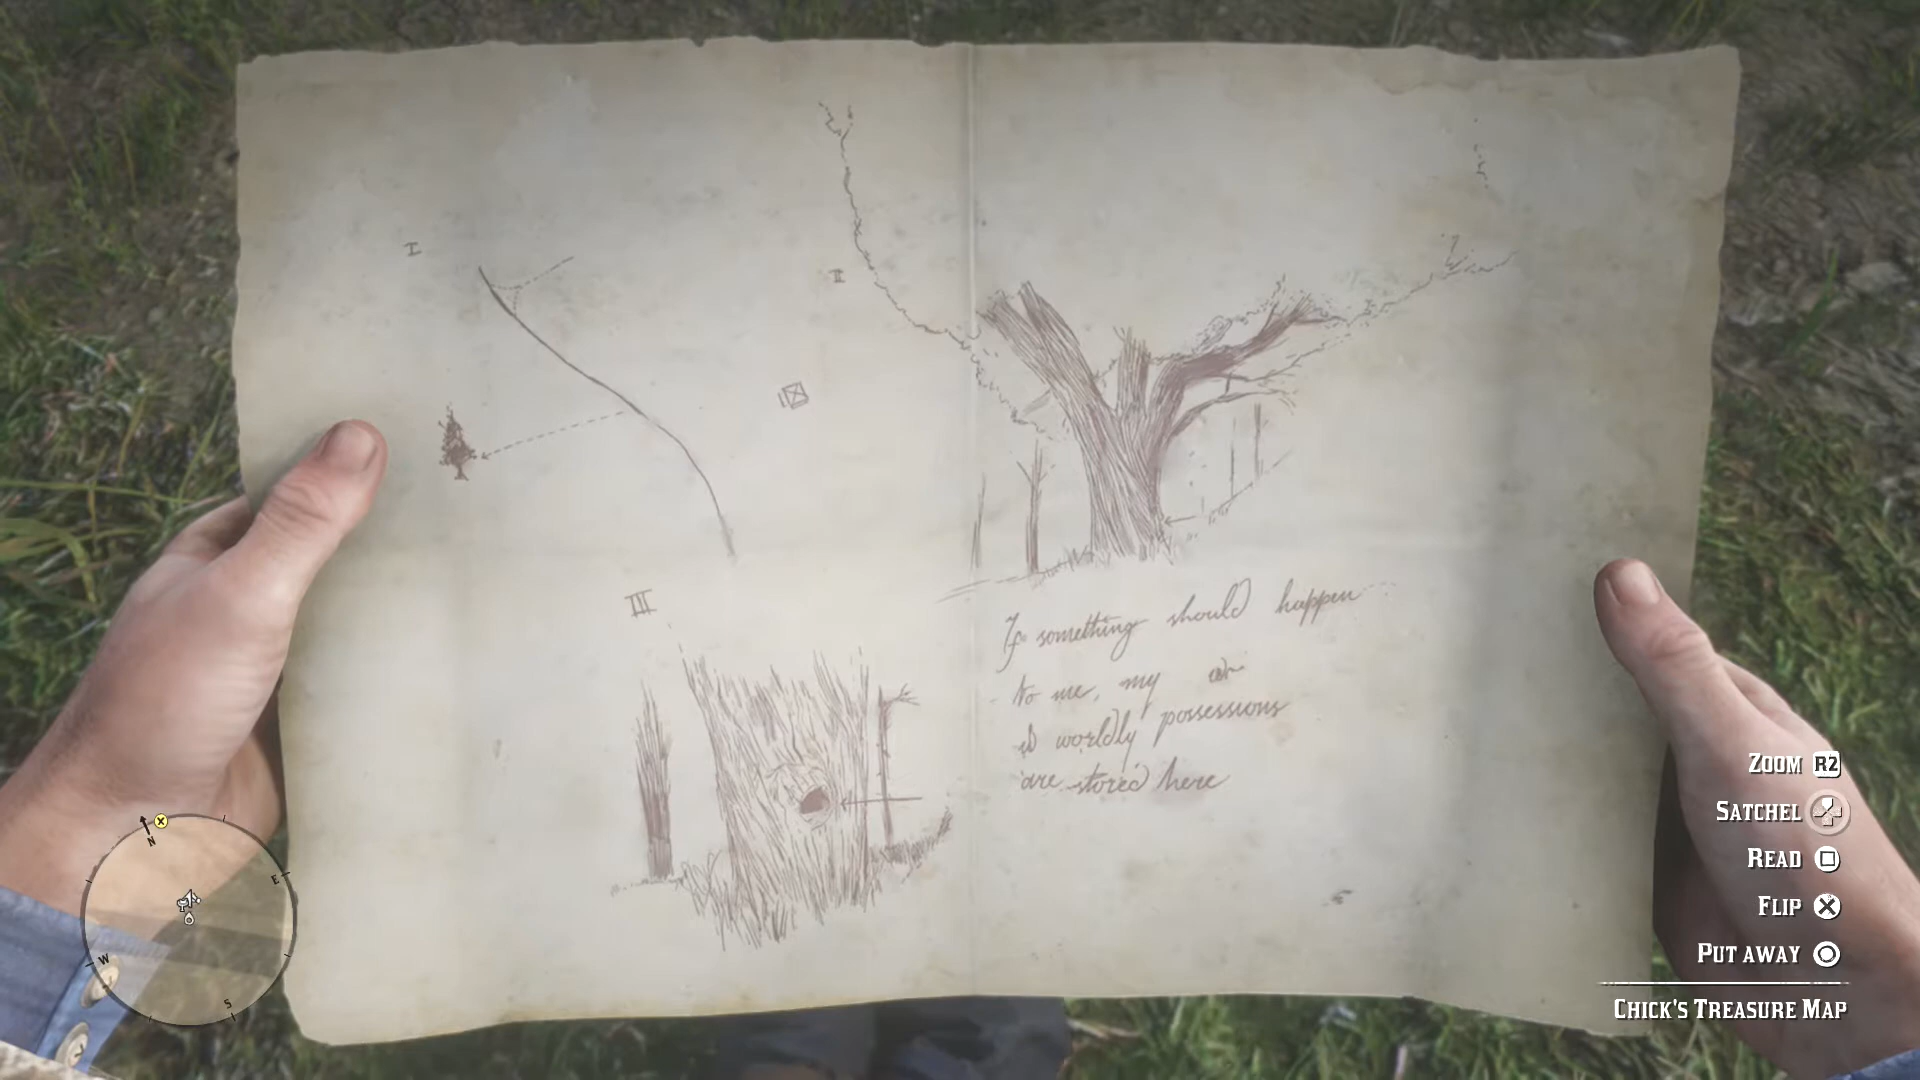 I
II
III
If something should happen
to me, my
worldly possessions
are stored here
N
E
W
S
ZOOM R2
SATCHEL
READ
FLIP
PUT AWAY
CHICK'S TREASURE MAP